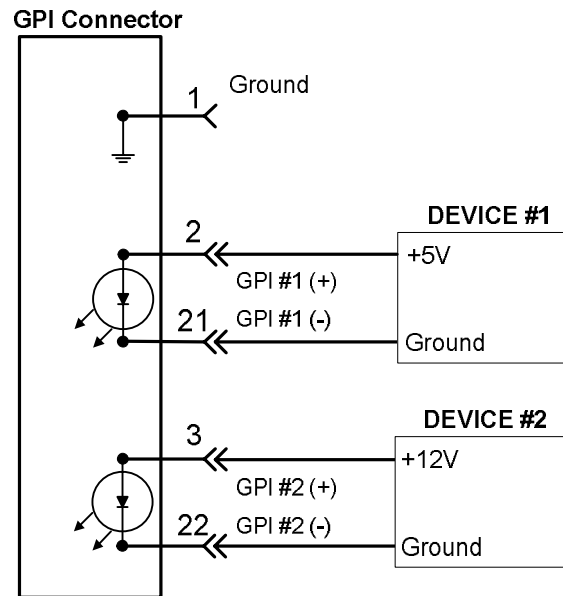 GPI Connector
1
Ground
DEVICE #1
2
+5V
GPI #1 (+)
21
GPI #1 (-)
Ground
DEVICE #2
3
+12V
GPI #2 (+)
22
GPI #2 (-)
Ground